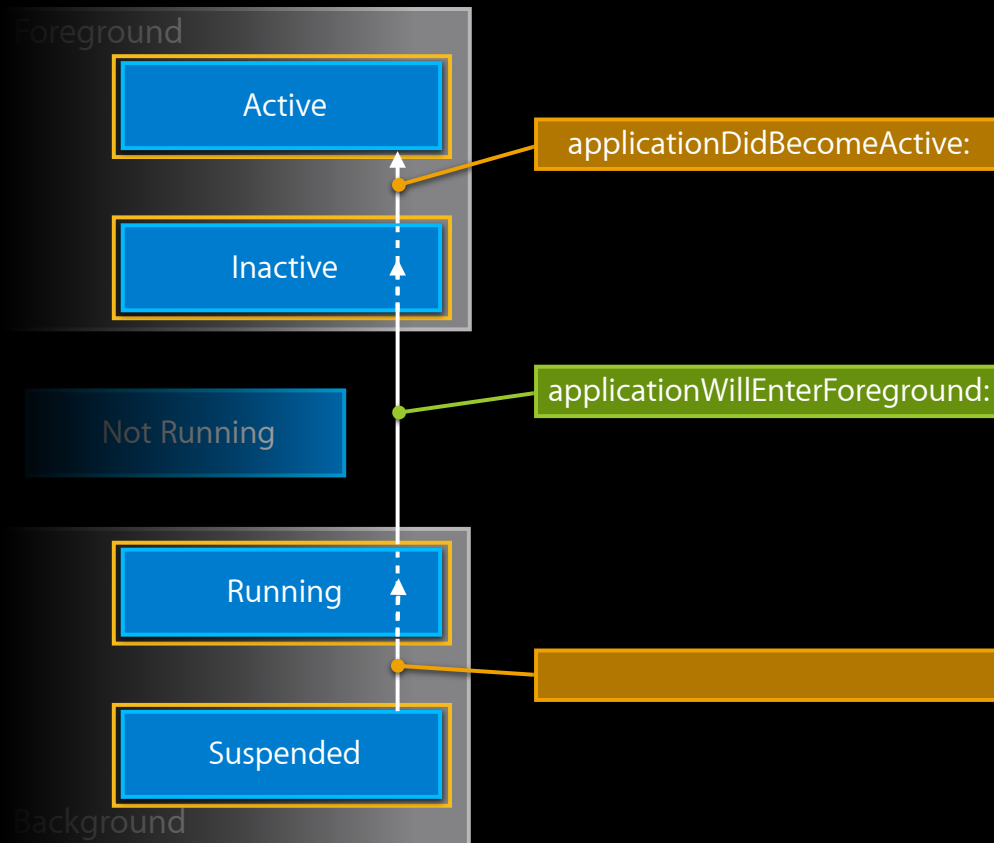 Foreground
Active
applicationDidBecomeActive:
Inactive
applicationWillEnterForeground:
Not Running
Running
Suspended
Background